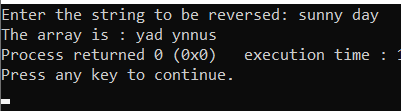 Enter the string to be reversed: sunny day
The array is : yad ynnus
Process returned 0 (0x0)   execution time : 1
Press any key to continue.